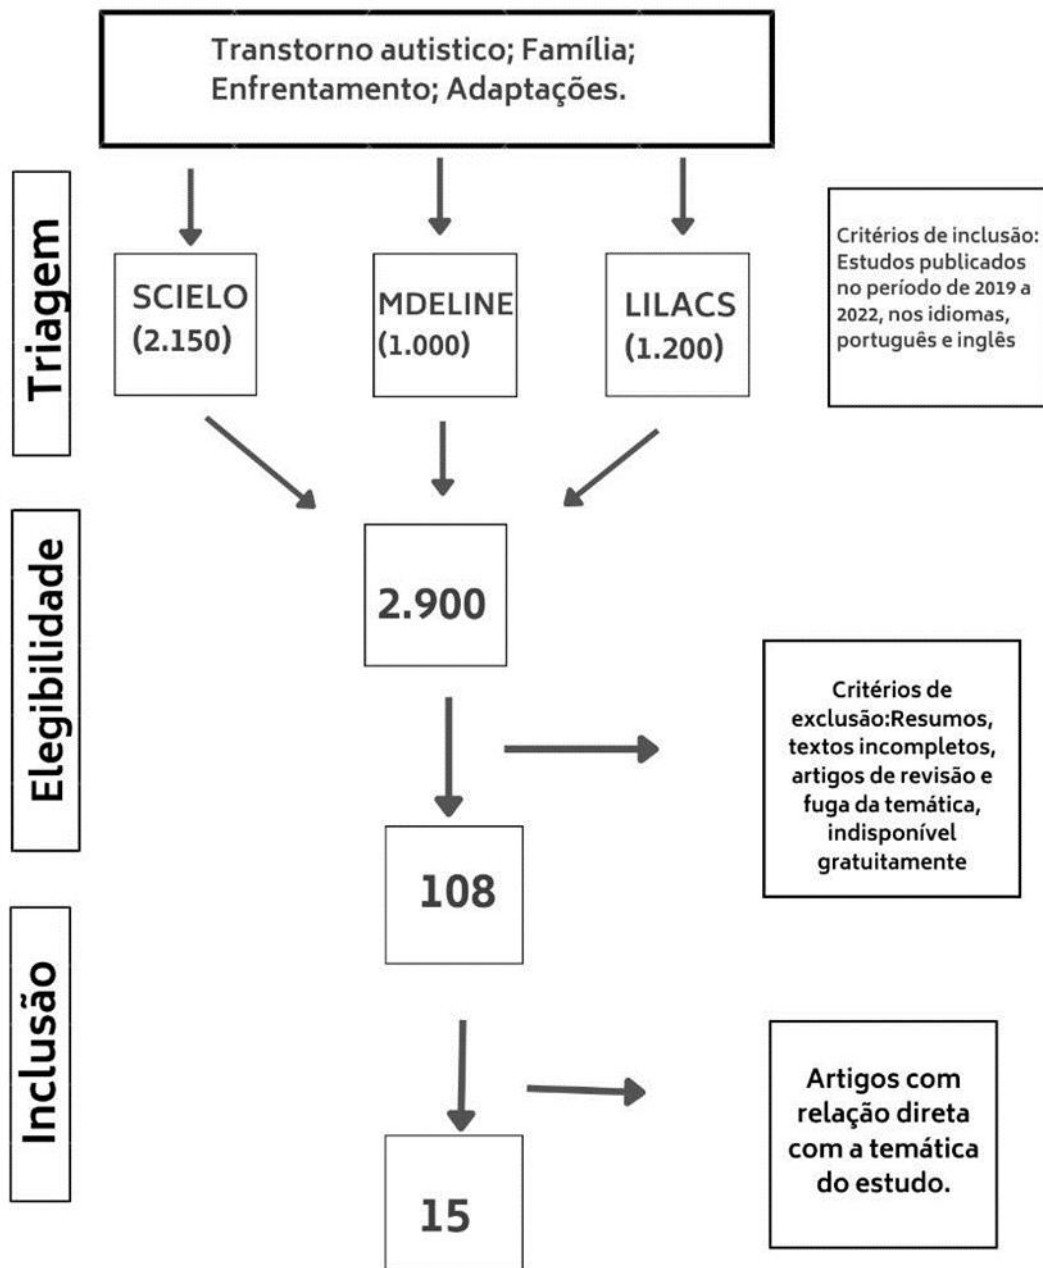 Transtorno autistico; Família;
Enfrentamento; Adaptações.
Triagem
SCIELO
(2.150)
MDELINE
(1.000)
LILACS
(1.200)
Critérios de inclusão:
Estudos publicados
no período de 2019 a
2022, nos idiomas,
português e inglês
Elegibilidade
2.900
Critérios de
exclusão:Resumos,
textos incompletos,
artigos de revisão e
fuga da temática,
indisponível
gratuitamente
108
Inclusão
Artigos com
relação direta
com a temática
do estudo.
15